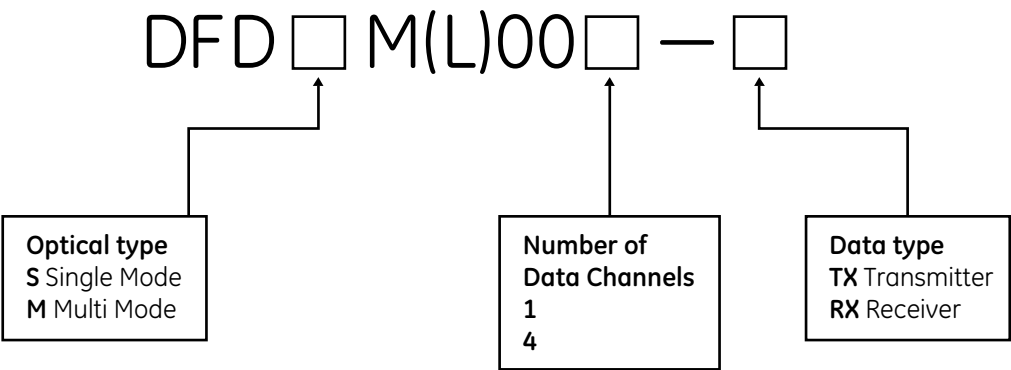 DFD □ M(L)00□ — □
Optical type
S Single Mode
M Multi Mode
Number of
Data Channels
1
4
Data type
TX Transmitter
RX Receiver